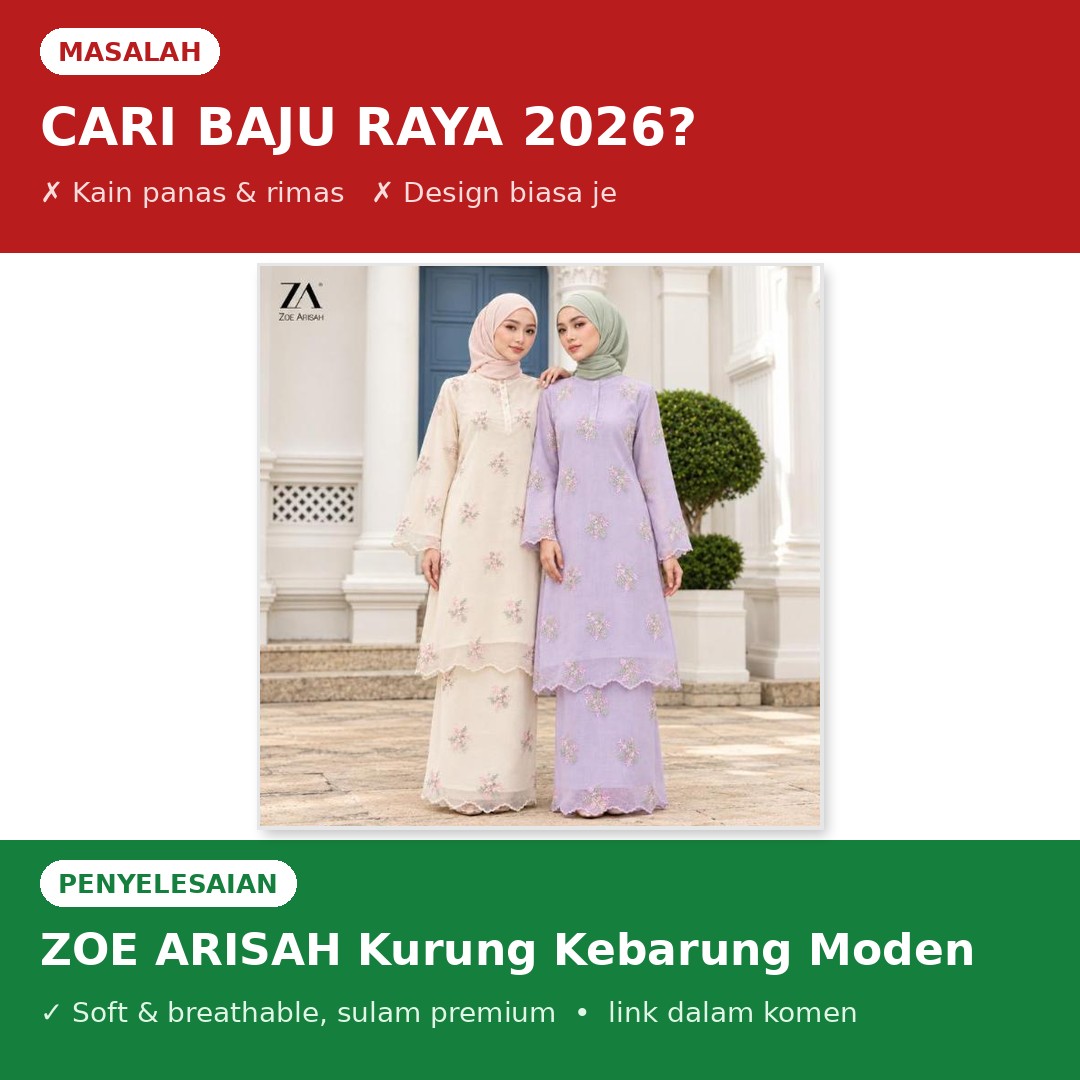 MASALAH
CARI BAJU RAYA 2026?
✗ Kain panas & rimas ✗ Design biasa je
ZA
ZOE ARISAH
PENYELESAIAN
ZOE ARISAH Kurung Kebarung Moden
✓ Soft & breathable, sulam premium • link dalam komen